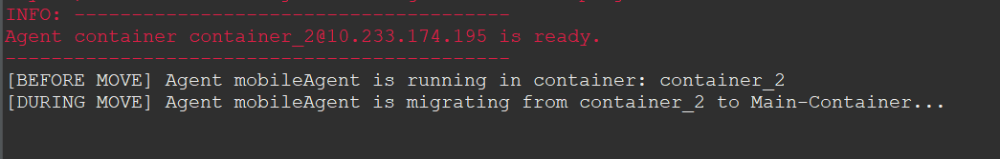 INFO: ------------------------------------
Agent container container_2@10.233.174.195 is ready.
------------------------------------------
[BEFORE MOVE] Agent mobileAgent is running in container: container_2
[DURING MOVE] Agent mobileAgent is migrating from container_2 to Main-Container...